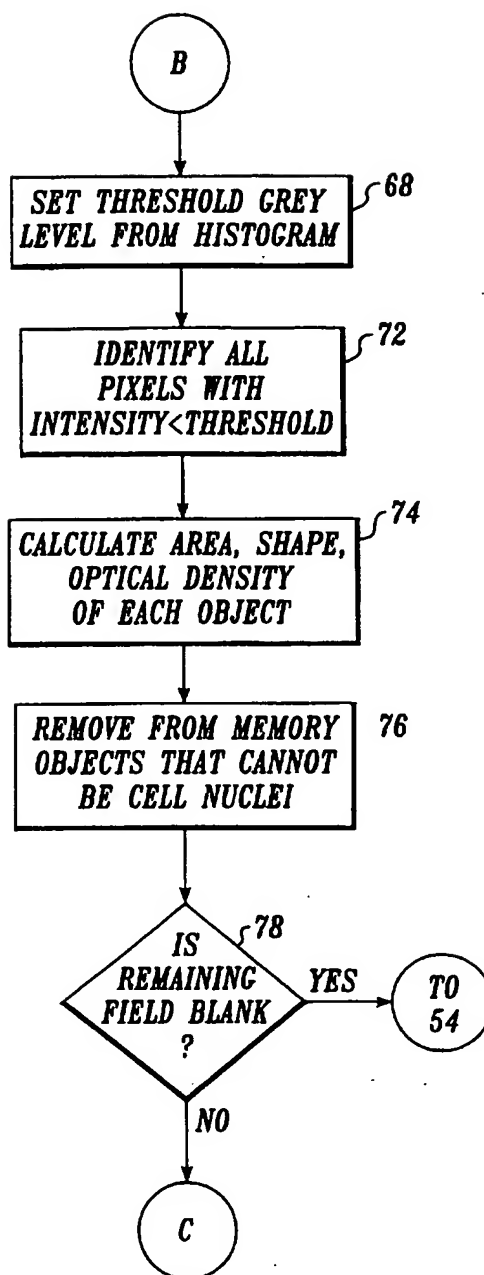 B
SET THRESHOLD GREY
LEVEL FROM HISTOGRAM
68
IDENTIFY ALL
PIXELS WITH
INTENSITY<THRESHOLD
72
CALCULATE AREA, SHAPE,
OPTICAL DENSITY
OF EACH OBJECT
74
REMOVE FROM MEMORY
OBJECTS THAT CANNOT
BE CELL NUCLEI
76
78
IS
REMAINING
FIELD BLANK
?
YES
TO
54
NO
C